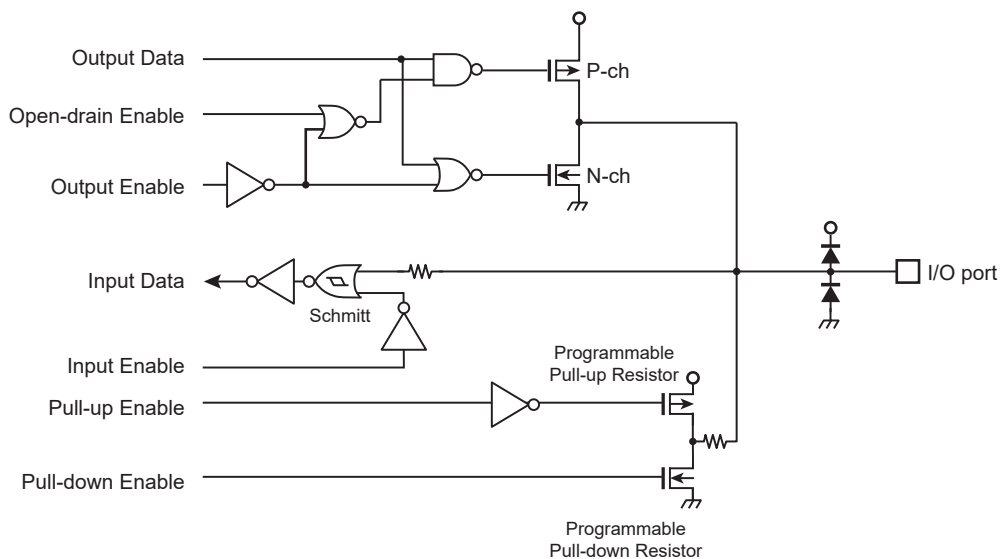 Output Data
P-ch
Open-drain Enable
Output Enable
N-ch
Input Data
Schmitt
I/O port
Input Enable
Programmable
Pull-up Resistor
Pull-up Enable
Pull-down Enable
Programmable
Pull-down Resistor